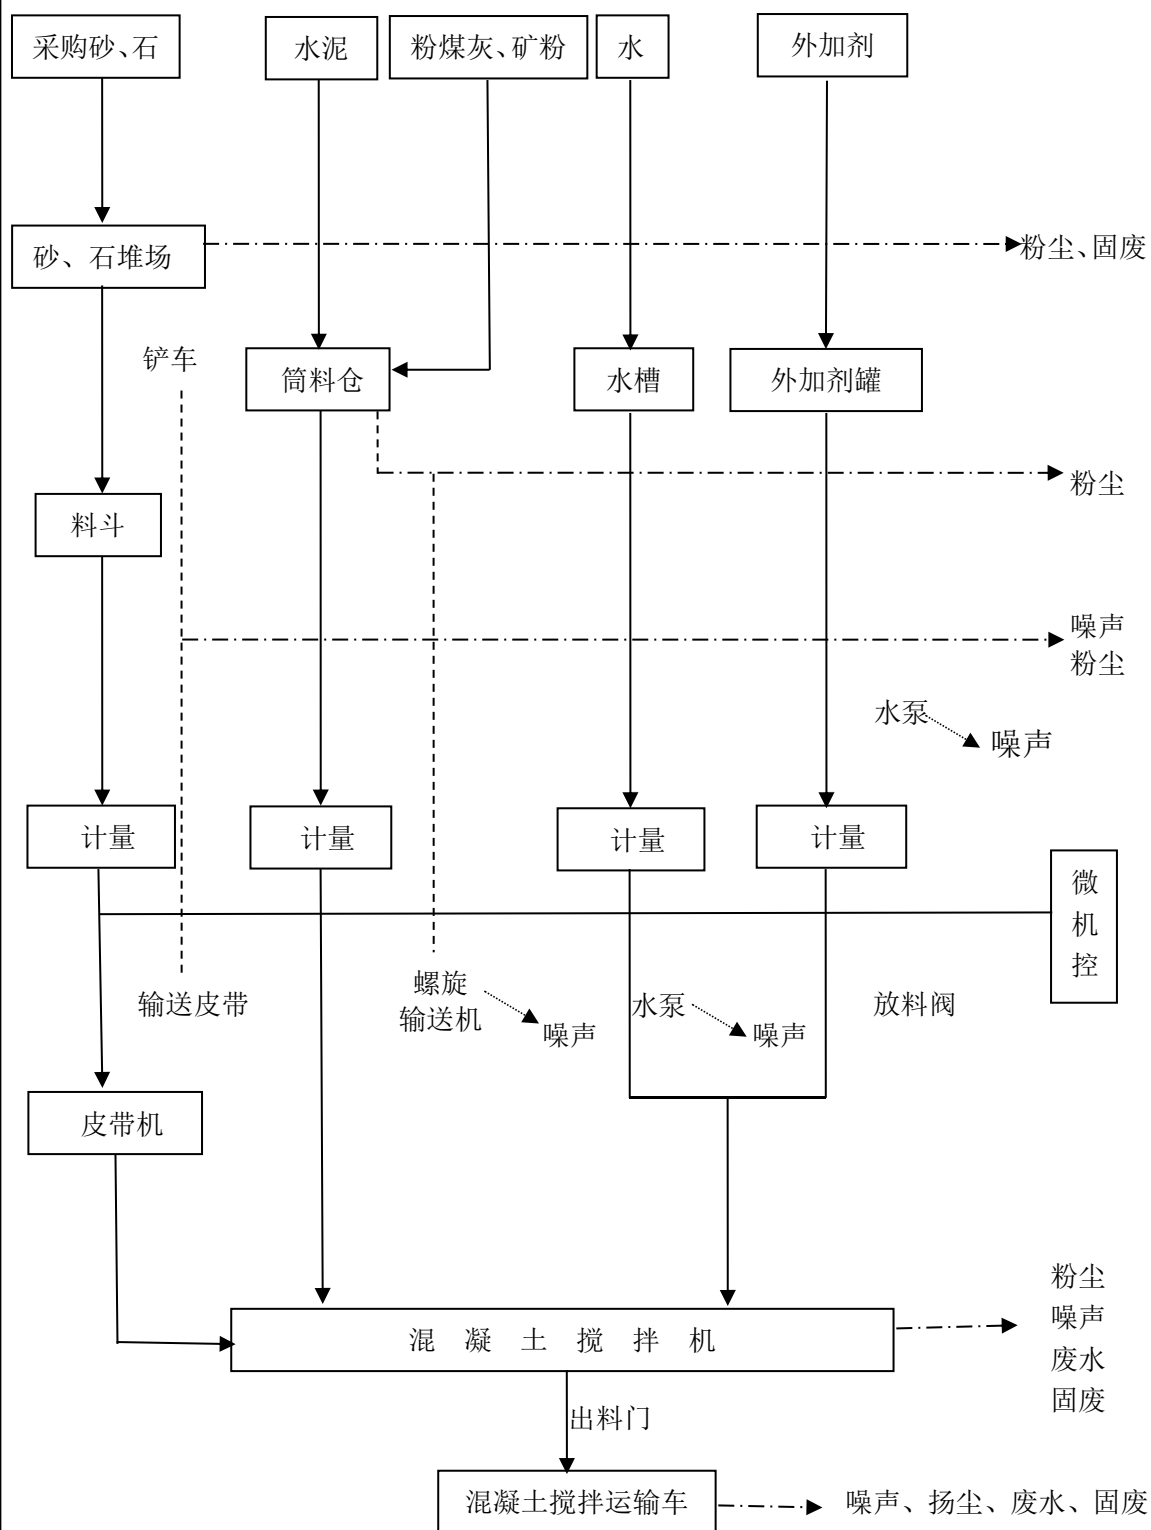 采购砂、石
水泥
粉煤灰、矿粉
水
外加剂
砂、石堆场
粉尘、固废
铲车
筒料仓
水槽
外加剂罐
粉尘
料斗
噪声
粉尘
水泵
噪声
计量
计量
计量
计量
微
机
控
输送皮带
螺旋
输送机
噪声
水泵
噪声
放料阀
皮带机
粉尘
噪声
废水
固废
混凝土搅拌机
出料门
混凝土搅拌运输车
噪声、扬尘、废水、固废